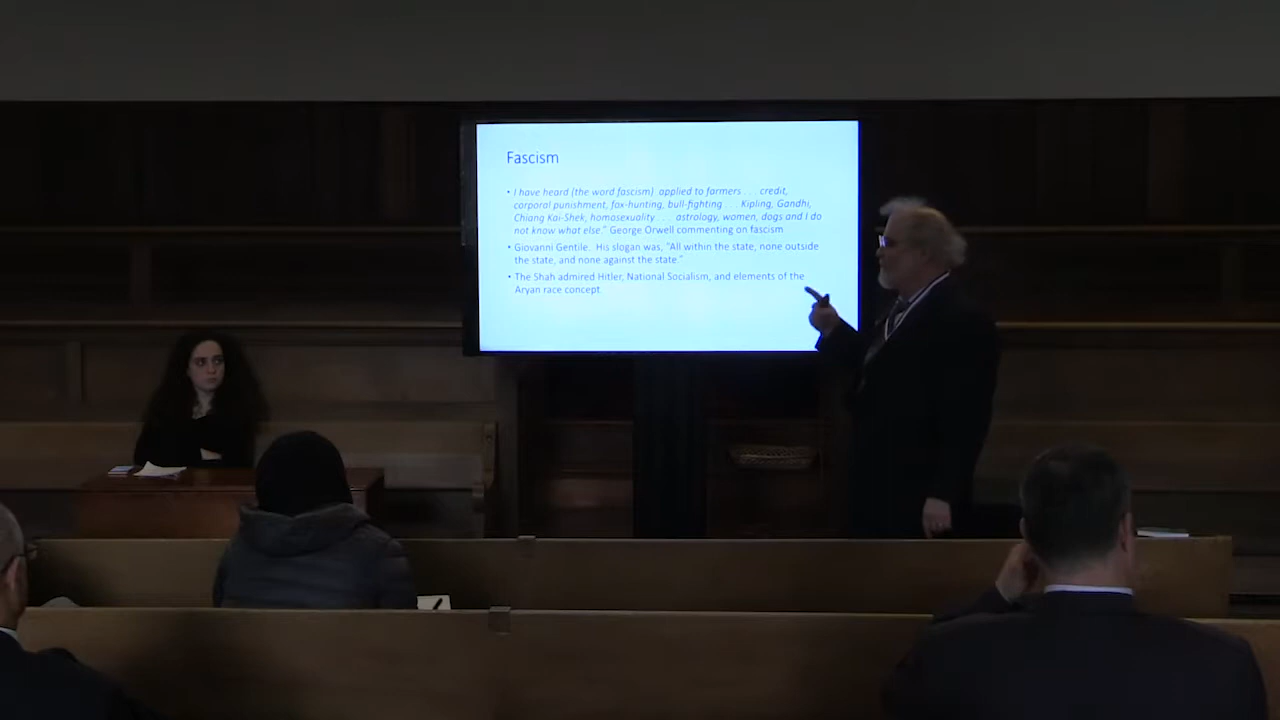 Fascism
• I have heard (the word fascism) applied to farmers . . . credit,
corporal punishment, fox-hunting, bull-fighting . . . Kipling, Gandhi,
Chiang Kai-Shek, homosexuality . . . . astrology, women, dogs and I do
not know what else." George Orwell commenting on fascism
• Giovanni Gentile. His slogan was, "All within the state, none outside
the state, and none against the state."
• The Shah admired Hitler, National Socialism, and elements of the
Aryan race concept